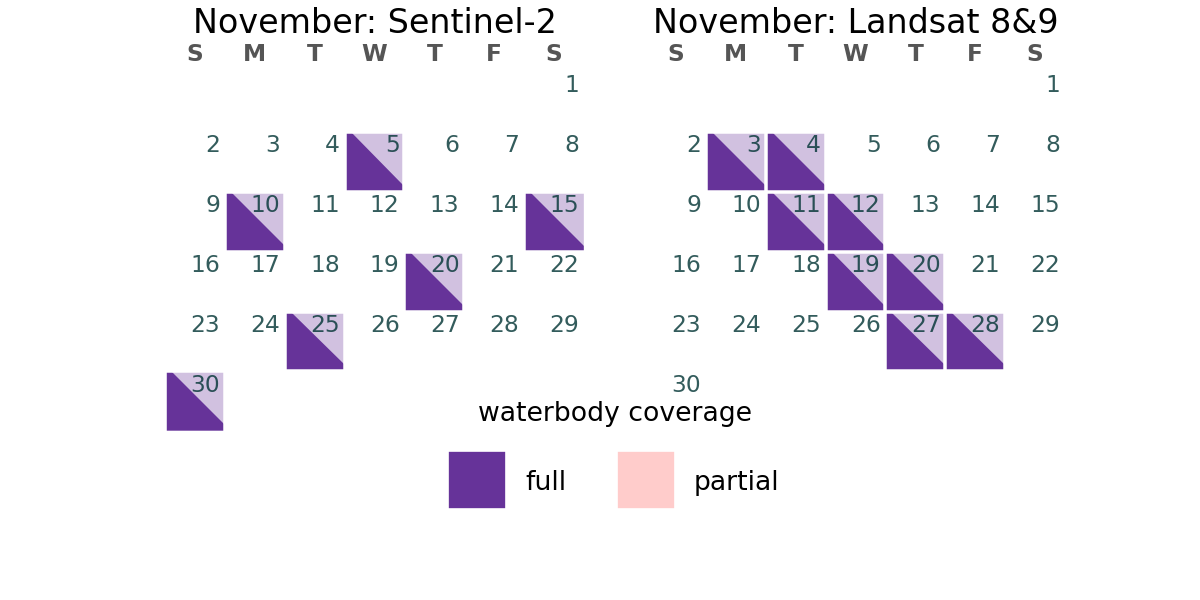 November: Sentinel-2
S M T W T F S
1
2 3 4 5 6 7 8
9 10 11 12 13 14 15
16 17 18 19 20 21 22
23 24 25 26 27 28 29
30
November: Landsat 8&9
S M T W T F S
1
2 3 4 5 6 7 8
9 10 11 12 13 14 15
16 17 18 19 20 21 22
23 24 25 26 27 28 29
30
waterbody coverage
full partial